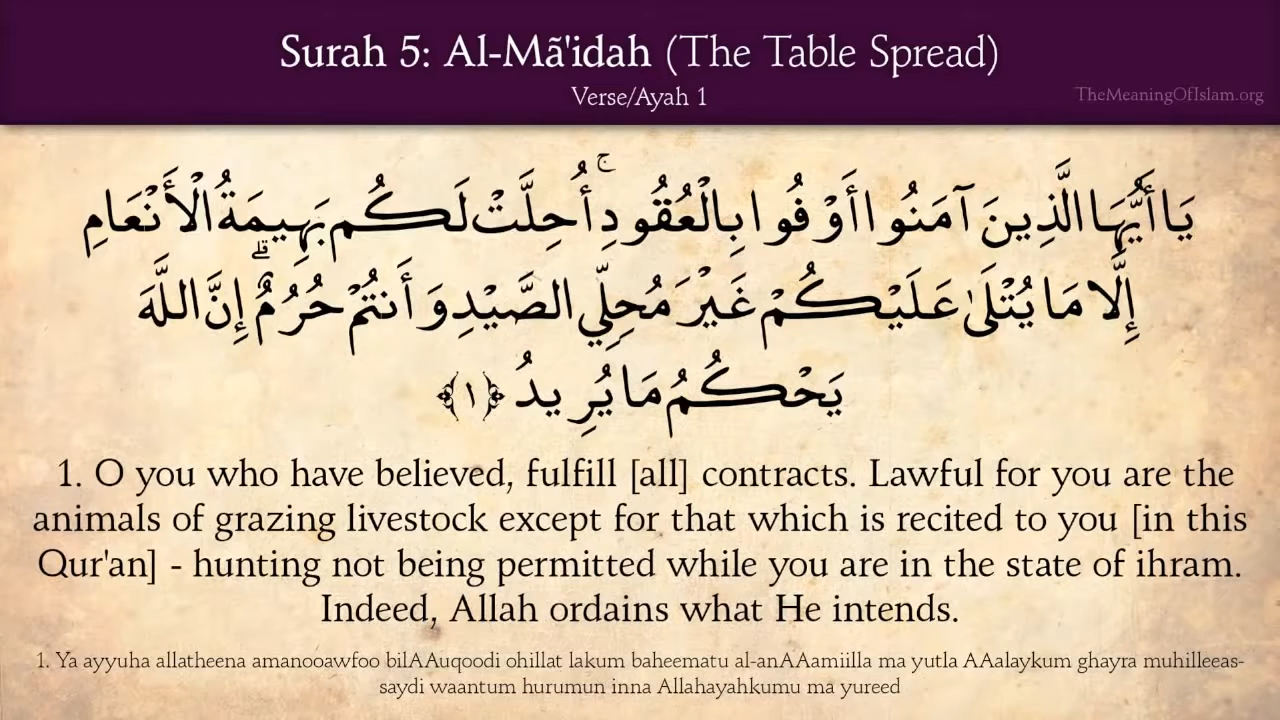 Surah 5: Al-Mã'idah (The Table Spread)
Verse/Ayah 1
TheMeaningOfIslam.org
يَا أَيُّهَا الَّذِينَ آمَنُوا أَوْفُوا بِالْعُقُودِ ۚ أُحِلَّتْ لَكُم بَهِيمَةُ الْأَنْعَامِ
إِلَّا مَا يُتْلَىٰ عَلَيْكُمْ غَيْرَ مُحِلِّي الصَّيْدِ وَأَنتُمْ حُرُمٌ ۗ إِنَّ اللَّهَ
يَحْكُمُ مَا يُرِيدُ ﴿١﴾
1. O you who have believed, fulfill [all] contracts. Lawful for you are the
animals of grazing livestock except for that which is recited to you [in this
Qur'an] - hunting not being permitted while you are in the state of ihram.
Indeed, Allah ordains what He intends.
1. Ya ayyuha allatheena amanooawfoo bilAAuqoodi ohillat lakum baheematu al-anAAamiilla ma yutla AAalaykum ghayra muhilleeas-
saydi waantum hurumun inna Allahayahkumu ma yureed